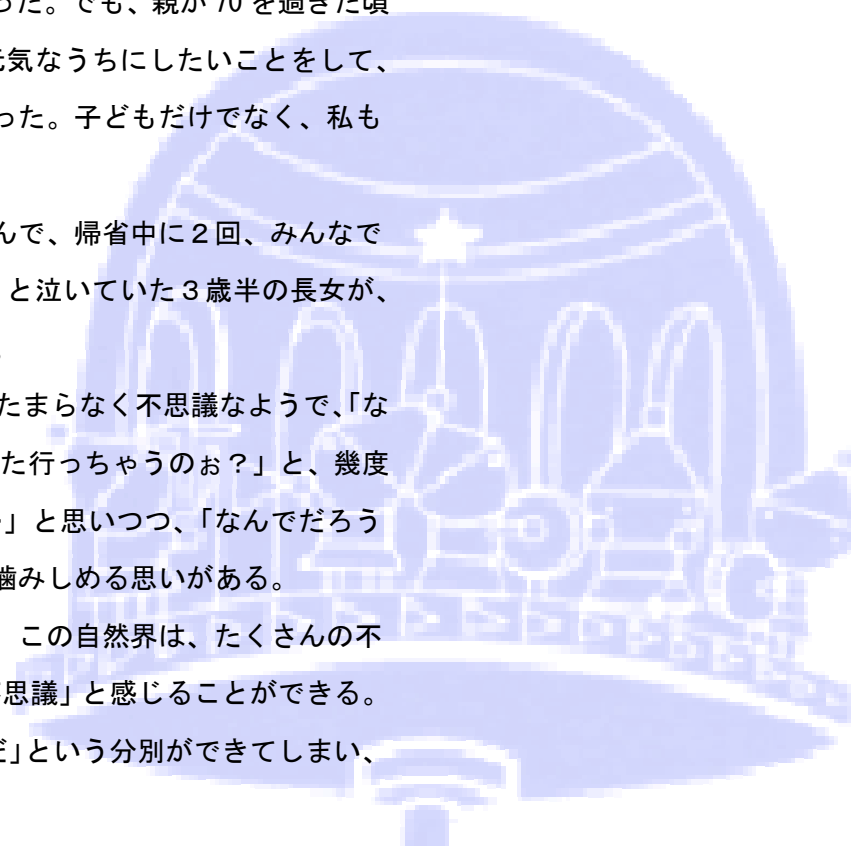 った。でも、親が 70 を過ぎた頃
元気なうちにしたいことをして、
った。子どもだけでなく、私も
んで、帰省中に２回、みんなで
と泣いていた３歳半の長女が、
たまらなく不思議なようで、「な
た行っちゃうのぉ？」と、幾度
」と思いつつ、「なんでだろう
噛みしめる思いがある。
この自然界は、たくさんの不
思議」と感じることができる。
」という分別ができてしまい、